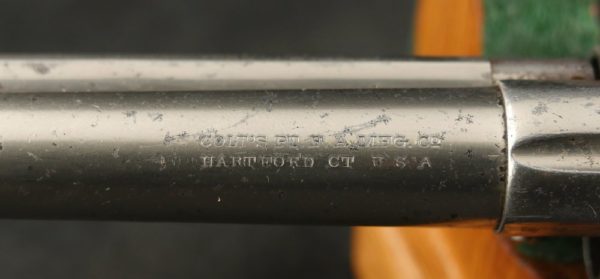 COLT'S PT. F. A. MFG. Co
HARTFORD CT. U.S.A